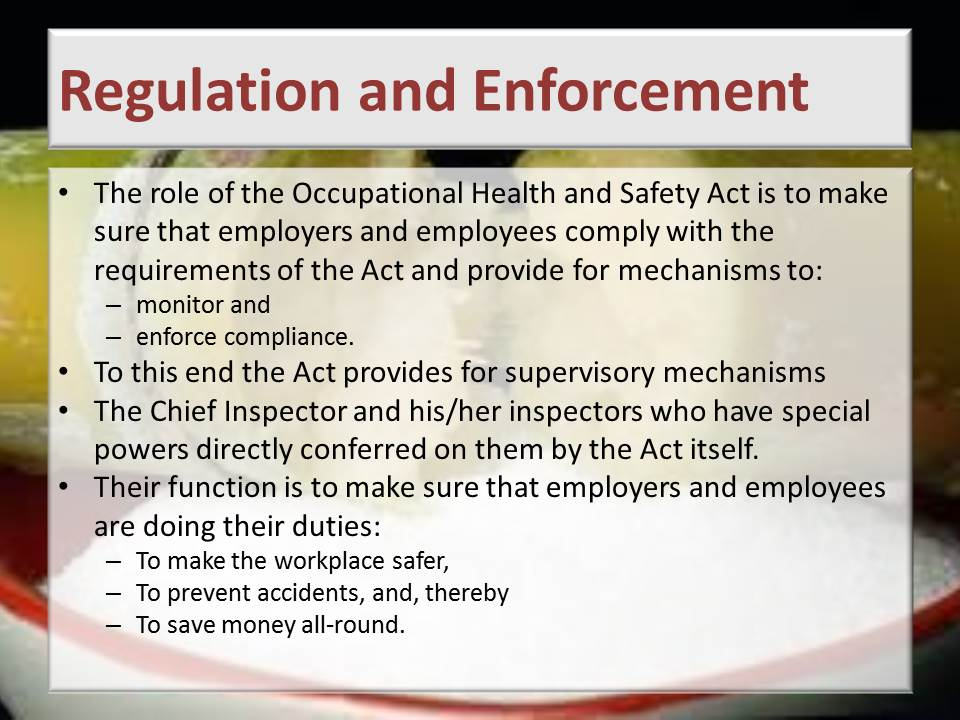 Regulation and Enforcement
• The role of the Occupational Health and Safety Act is to make
sure that employers and employees comply with the
requirements of the Act and provide for mechanisms to:
– monitor and
– enforce compliance.
• To this end the Act provides for supervisory mechanisms
• The Chief Inspector and his/her inspectors who have special
powers directly conferred on them by the Act itself.
• Their function is to make sure that employers and employees
are doing their duties:
– To make the workplace safer,
– To prevent accidents, and, thereby
– To save money all-round.